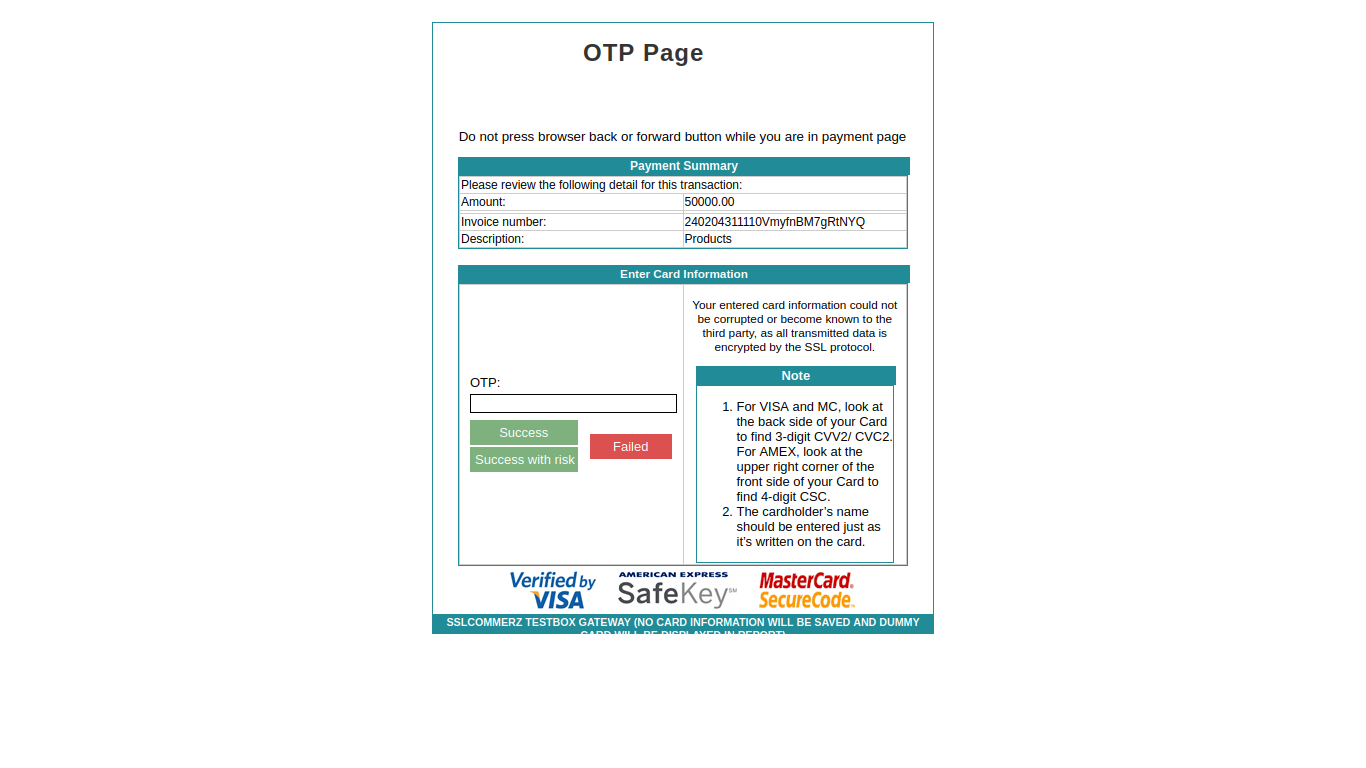 OTP Page
Do not press browser back or forward button while you are in payment page
Payment Summary
Please review the following detail for this transaction:
Amount: 50000.00
Invoice number: 240204311110VmyfnBM7gRtNYQ
Description: Products
Enter Card Information
Your entered card information could not
be corrupted or become known to the
third party, as all transmitted data is
encrypted by the SSL protocol.
OTP:
Success
Success with risk
Failed
Note
1. For VISA and MC, look at
the back side of your Card
to find 3-digit CVV2/ CVC2.
For AMEX, look at the
upper right corner of the
front side of your Card to
find 4-digit CSC.
2. The cardholder’s name
should be entered just as
it’s written on the card.
Verified by
VISA
AMERICAN EXPRESS
SafeKey℠
MasterCard®
SecureCode™
SSLCOMMERZ TESTBOX GATEWAY (NO CARD INFORMATION WILL BE SAVED AND DUMMY
CARD WILL BE DISPLAYED IN REPORT)